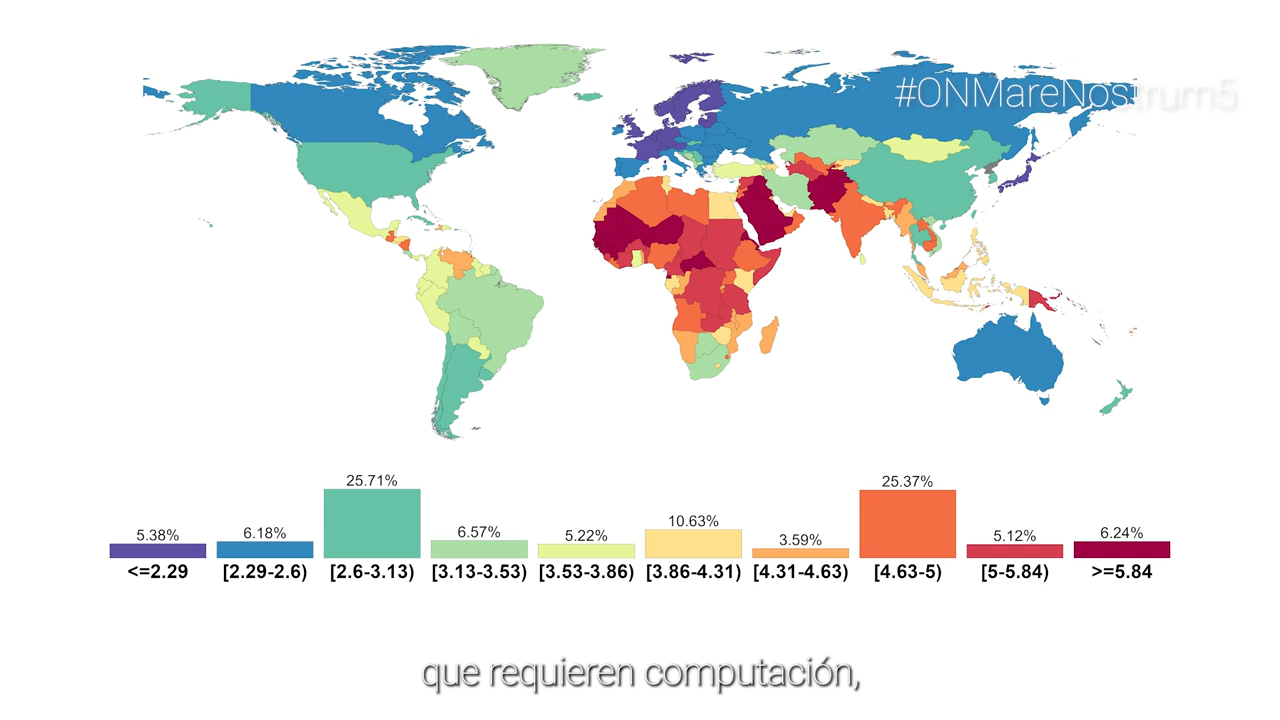 #ONMareNostrum5
5.38% 6.18% 25.71% 6.57% 5.22% 10.63% 3.59% 25.37% 5.12% 6.24%
<=2.29 [2.29-2.6) [2.6-3.13) [3.13-3.53) [3.53-3.86) [3.86-4.31) [4.31-4.63) [4.63-5) [5-5.84) >=5.84
que requieren computación,